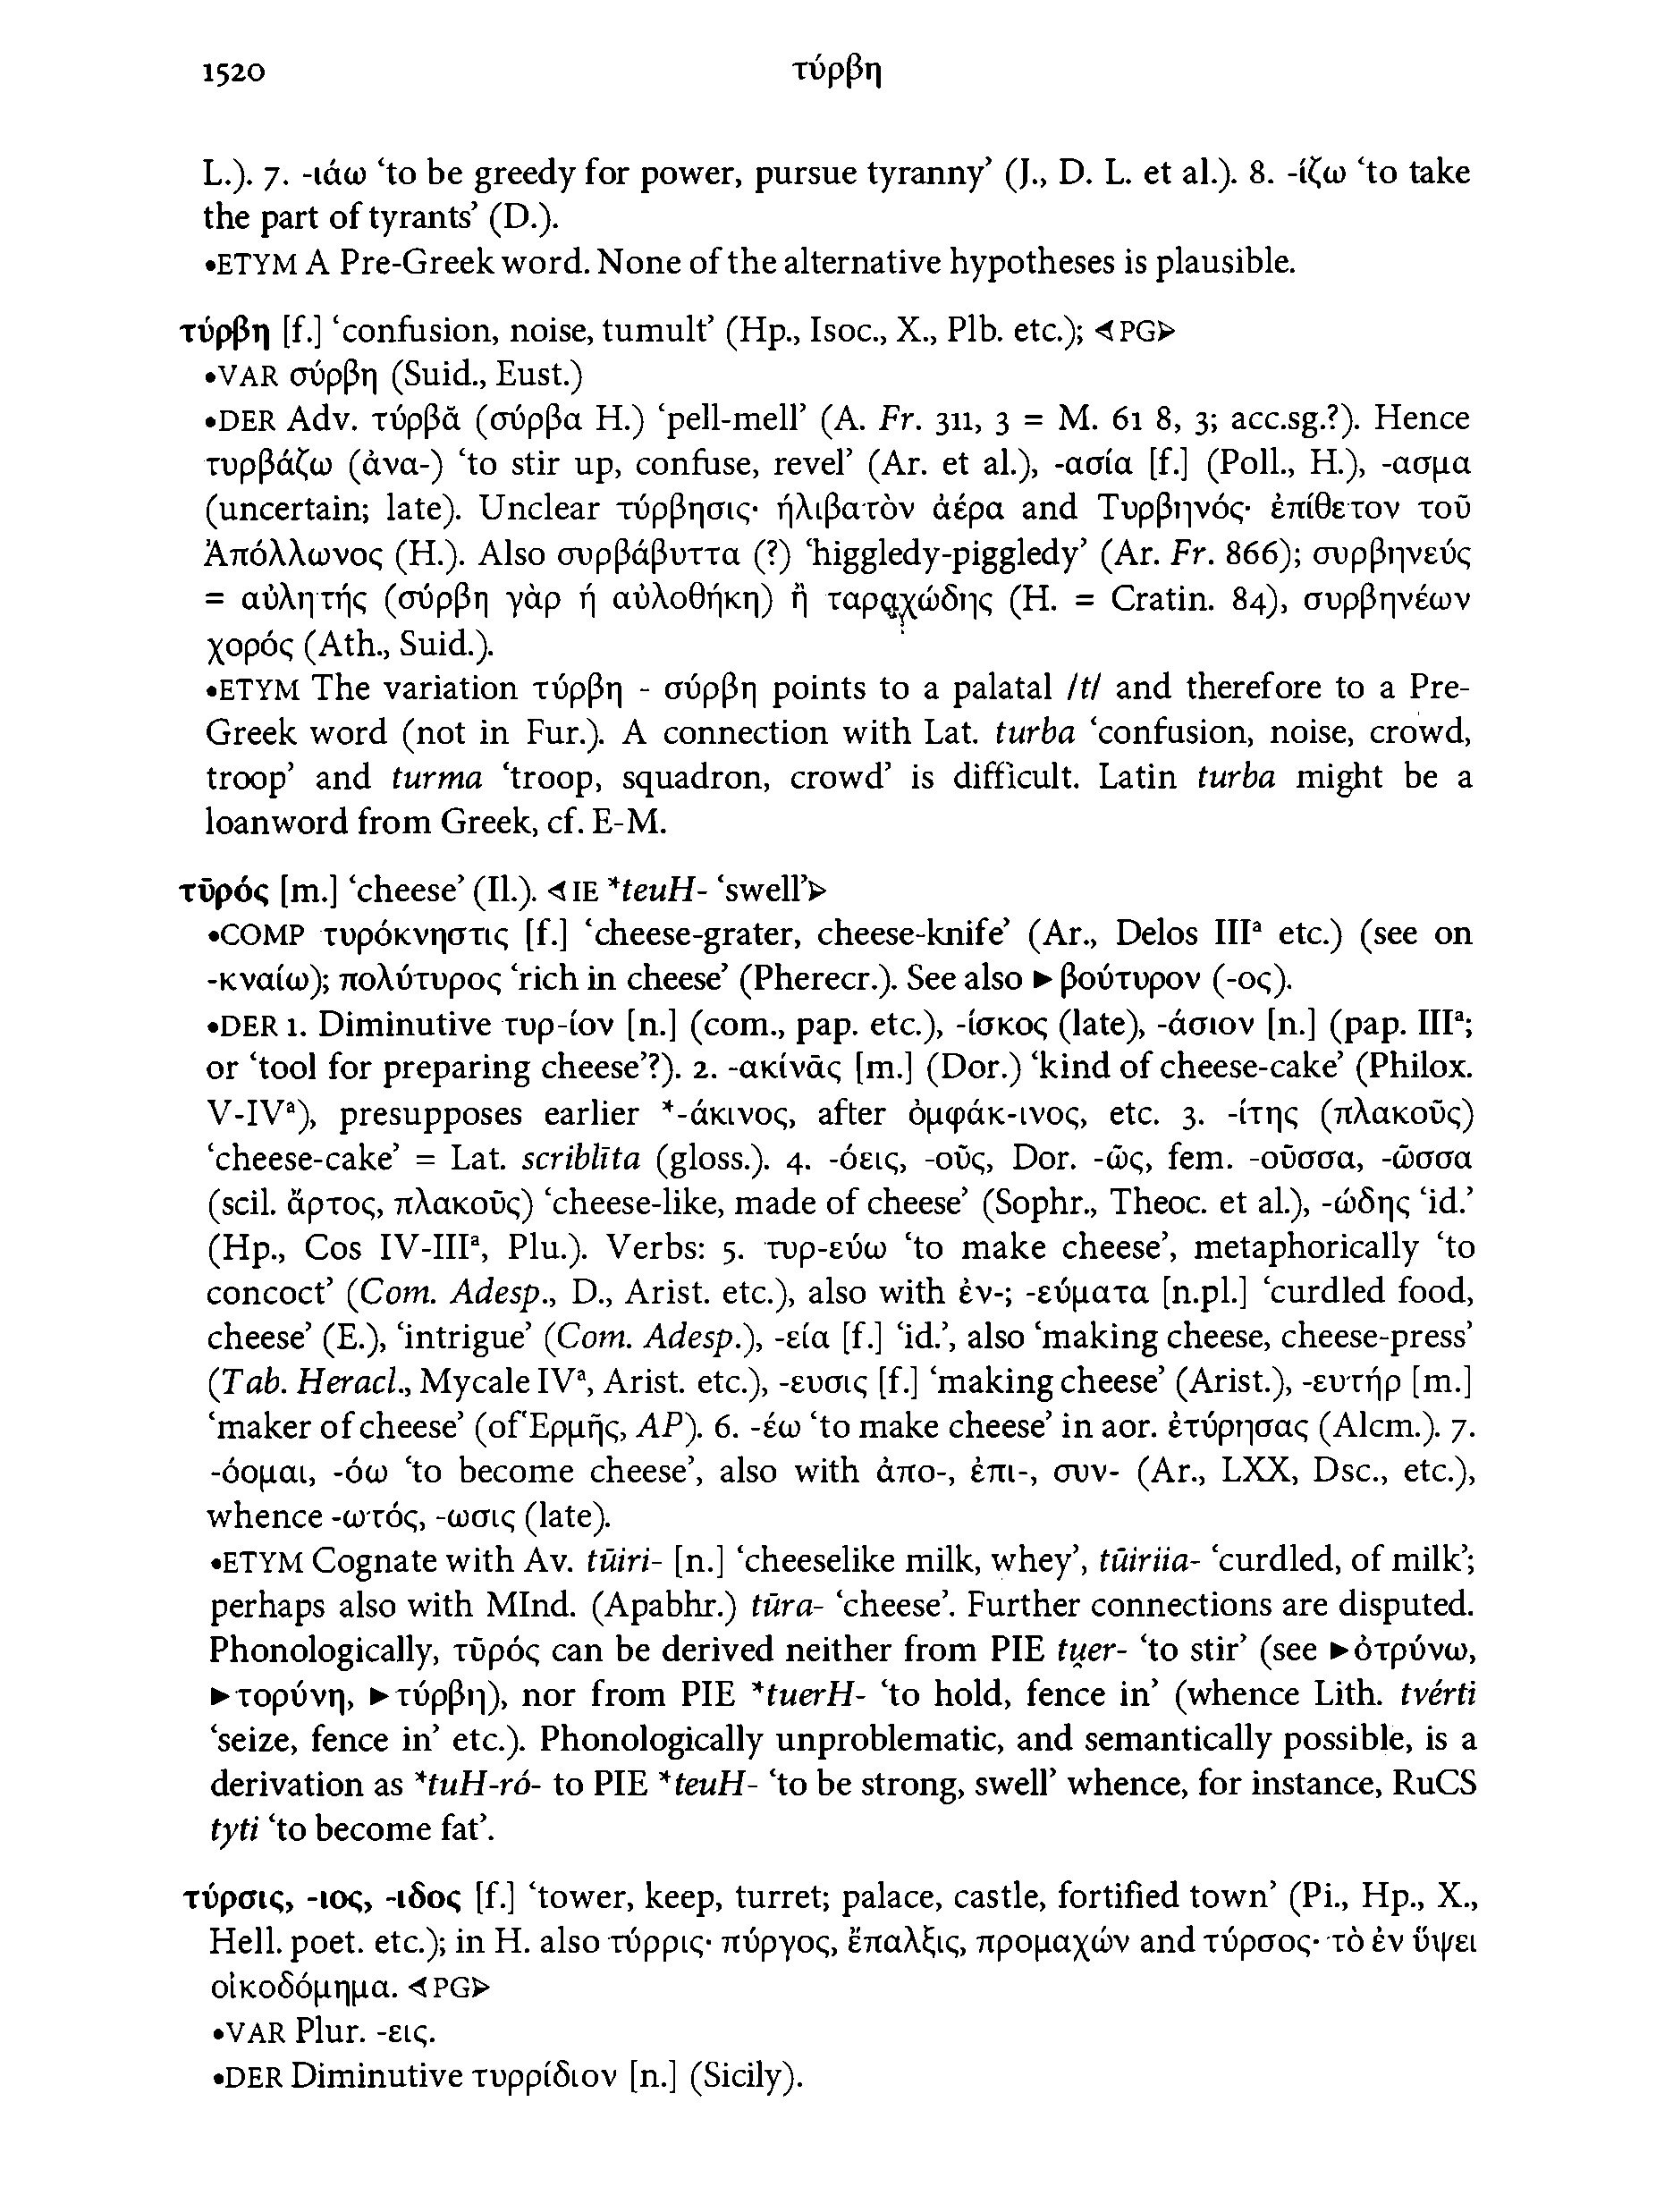 1520 τύρβη
L.). 7. -ιάω ‘to be greedy for power, pursue tyranny’ (J., D. L. et al.). 8. -ίζω ‘to take
the part of tyrants’ (D.).
•ETYM A Pre-Greek word. None of the alternative hypotheses is plausible.
τύρβη [f.] ‘confusion, noise, tumult’ (Hp., Isoc., X., Plb. etc.); ⊲PG⊳
•VAR σύρβη (Suid., Eust.)
•DER Adv. τύρβᾰ (σύρβα H.) ‘pell-mell’ (A. Fr. 311, 3 = M. 61 8, 3; acc.sg.?). Hence
τυρβάζω (ἀνα-) ‘to stir up, confuse, revel’ (Ar. et al.), -ασία [f.] (Poll., H.), -ασμα
(uncertain; late). Unclear τύρβησις· ἠλιβατὸν ἀέρα and Τυρβηνός· ἐπίθετον τοῦ
Ἀπόλλωνος (H.). Also συρβάβυττα (?) ‘higgledy-piggledy’ (Ar. Fr. 866); συρβηνεύς
= αὐλητής (σύρβη γὰρ ἡ αὐλοθήκη) ἢ ταραχώδης (H. = Cratin. 84), συρβηνέων
χορός (Ath., Suid.).
•ETYM The variation τύρβη - σύρβη points to a palatal /t/ and therefore to a Pre-
Greek word (not in Fur.). A connection with Lat. turba ‘confusion, noise, crowd,
troop’ and turma ‘troop, squadron, crowd’ is difficult. Latin turba might be a
loanword from Greek, cf. E-M.
τῡρός [m.] ‘cheese’ (Il.). ⊲IE *teuH- ‘swell’⊳
•COMP τυρόκνηστις [f.] ‘cheese-grater, cheese-knife’ (Ar., Delos IIIᵃ etc.) (see on
-κναίω); πολύτυρος ‘rich in cheese’ (Pherecr.). See also ►βούτυρον (-ος).
•DER 1. Diminutive τυρ-ίον [n.] (com., pap. etc.), -ίσκος (late), -άσιον [n.] (pap. IIIᵃ;
or ‘tool for preparing cheese’?). 2. -ακίνᾱς [m.] (Dor.) ‘kind of cheese-cake’ (Philox.
V-IVᵃ), presupposes earlier *-άκινος, after ὀμφάκ-ινος, etc. 3. -ίτης (πλακοῦς)
‘cheese-cake’ = Lat. scriblīta (gloss.). 4. -όεις, -οῦς, Dor. -ῶς, fem. -οῦσσα, -ῶσσα
(scil. ἄρτος, πλακοῦς) ‘cheese-like, made of cheese’ (Sophr., Theoc. et al.), -ώδης ‘id.’
(Hp., Cos IV-IIIᵃ, Plu.). Verbs: 5. τυρ-εύω ‘to make cheese’, metaphorically ‘to
concoct’ (Com. Adesp., D., Arist. etc.), also with ἐν-; -εύματα [n.pl.] ‘curdled food,
cheese’ (E.), ‘intrigue’ (Com. Adesp.), -εία [f.] ‘id.’, also ‘making cheese, cheese-press’
(Tab. Heracl., Mycale IVᵃ, Arist. etc.), -ευσις [f.] ‘making cheese’ (Arist.), -ευτήρ [m.]
‘maker of cheese’ (of Ἑρμῆς, AP). 6. -έω ‘to make cheese’ in aor. ἐτύρησας (Alcm.). 7.
-όομαι, -όω ‘to become cheese’, also with ἀπο-, ἐπι-, συν- (Ar., LXX, Dsc., etc.),
whence -ωτός, -ωσις (late).
•ETYM Cognate with Av. tūiri- [n.] ‘cheeselike milk, whey’, tūiriia- ‘curdled, of milk’;
perhaps also with MInd. (Apabhr.) tūra- ‘cheese’. Further connections are disputed.
Phonologically, τῡρός can be derived neither from PIE tu̯er- ‘to stir’ (see ►ὀτρύνω,
►τορύνη, ►τύρβη), nor from PIE *tuerH- ‘to hold, fence in’ (whence Lith. tvérti
‘seize, fence in’ etc.). Phonologically unproblematic, and semantically possible, is a
derivation as *tuH-ró- to PIE *teuH- ‘to be strong, swell’ whence, for instance, RuCS
tyti ‘to become fat’.
τύρσις, -ιος, -ιδος [f.] ‘tower, keep, turret; palace, castle, fortified town’ (Pi., Hp., X.,
Hell. poet. etc.); in H. also τύρρις· πύργος, ἔπαλξις, προμαχών and τύρσος· τὸ ἐν ὕψει
οἰκοδόμημα. ⊲PG⊳
•VAR Plur. -εις.
•DER Diminutive τυρρίδιον [n.] (Sicily).